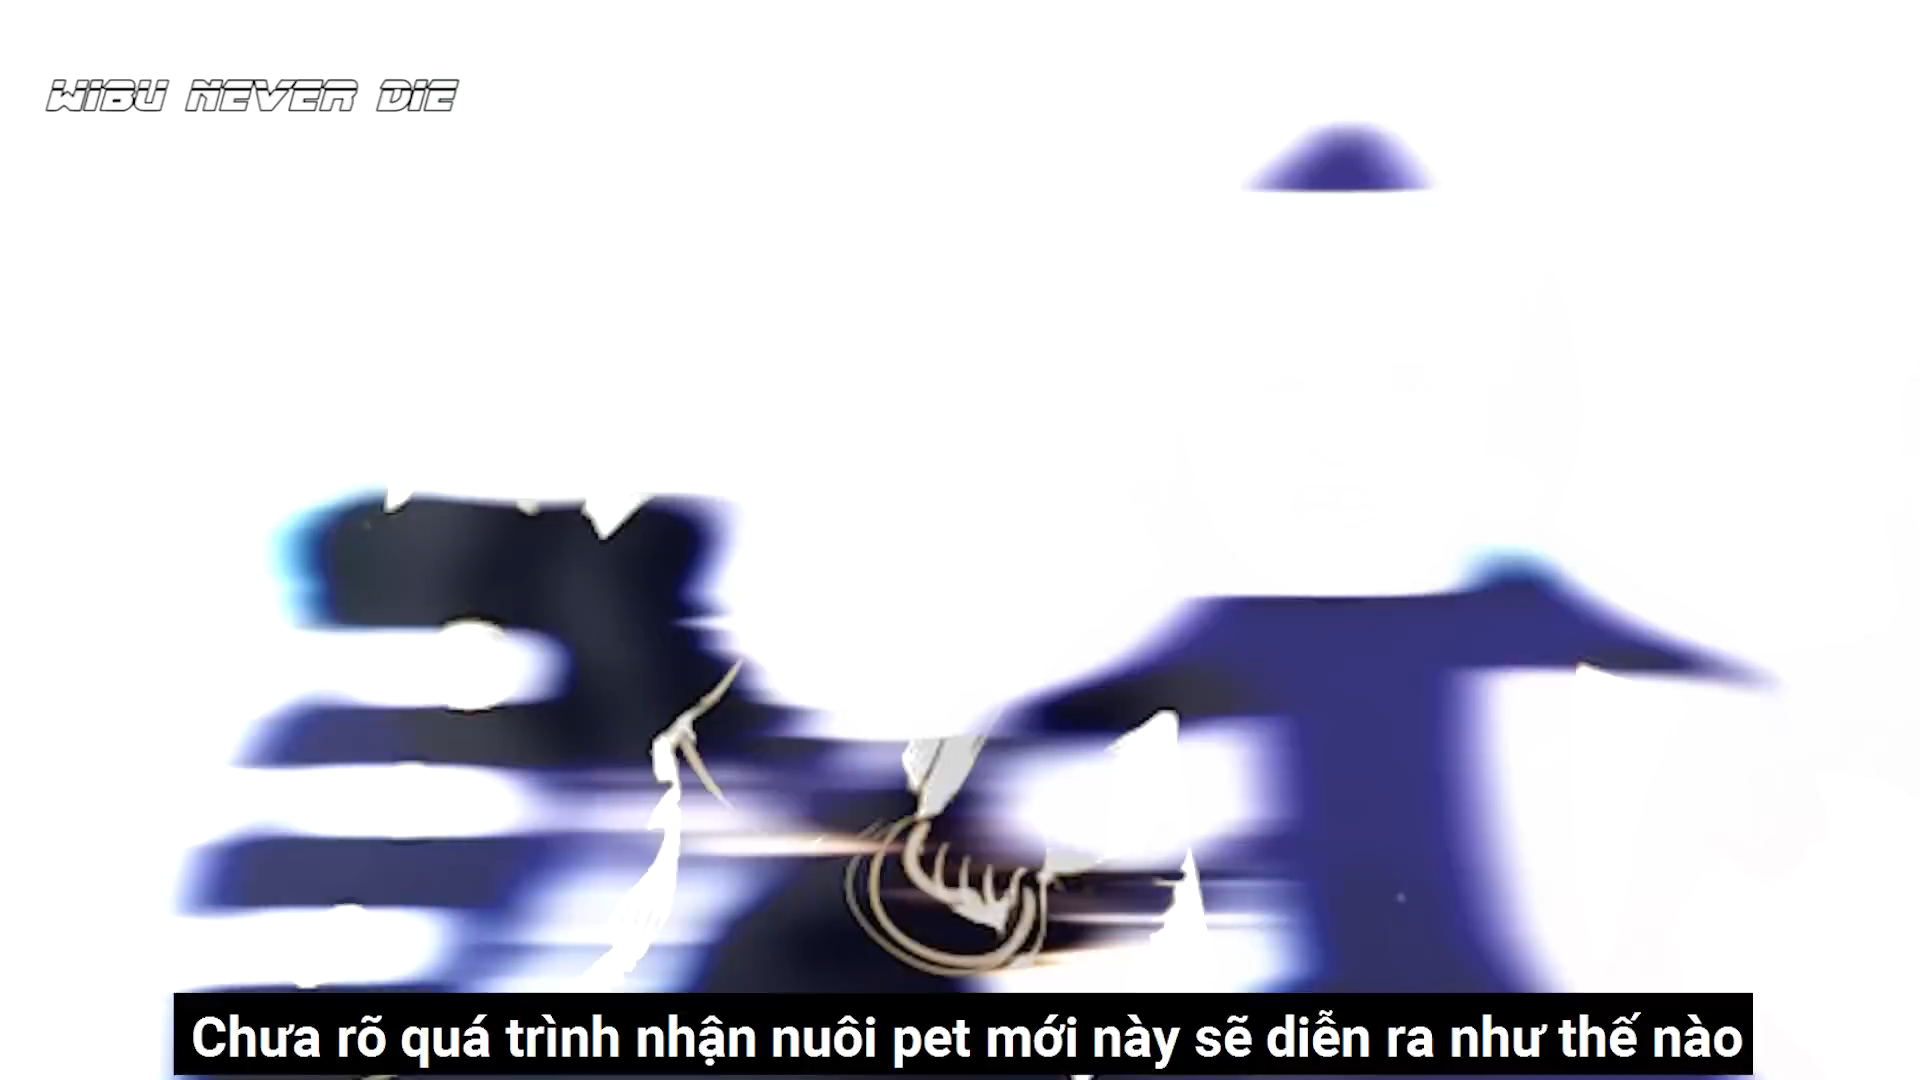 WIBU NEVER DIE
Chưa rõ quá trình nhận nuôi pet mới này sẽ diễn ra như thế nào